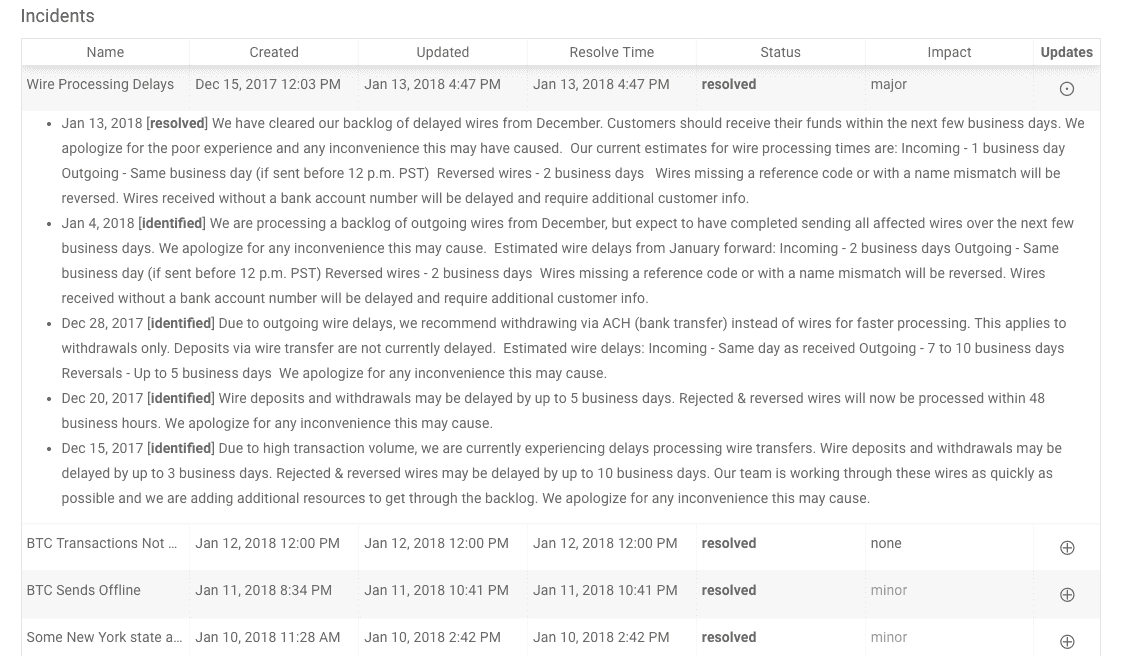 Incidents
Name Created Updated Resolve Time Status Impact Updates
Wire Processing Delays Dec 15, 2017 12:03 PM Jan 13, 2018 4:47 PM Jan 13, 2018 4:47 PM resolved major
• Jan 13, 2018 [resolved] We have cleared our backlog of delayed wires from December. Customers should receive their funds within the next few business days. We
apologize for the poor experience and any inconvenience this may have caused. Our current estimates for wire processing times are: Incoming - 1 business day
Outgoing - Same business day (if sent before 12 p.m. PST) Reversed wires - 2 business days Wires missing a reference code or with a name mismatch will be
reversed. Wires received without a bank account number will be delayed and require additional customer info.
• Jan 4, 2018 [identified] We are processing a backlog of outgoing wires from December, but expect to have completed sending all affected wires over the next few
business days. We apologize for any inconvenience this may cause. Estimated wire delays from January forward: Incoming - 2 business days Outgoing - Same
business day (if sent before 12 p.m. PST) Reversed wires - 2 business days Wires missing a reference code or with a name mismatch will be reversed. Wires
received without a bank account number will be delayed and require additional customer info.
• Dec 28, 2017 [identified] Due to outgoing wire delays, we recommend withdrawing via ACH (bank transfer) instead of wires for faster processing. This applies to
withdrawals only. Deposits via wire transfer are not currently delayed. Estimated wire delays: Incoming - Same day as received Outgoing - 7 to 10 business days
Reversals - Up to 5 business days We apologize for any inconvenience this may cause.
• Dec 20, 2017 [identified] Wire deposits and withdrawals may be delayed by up to 5 business days. Rejected & reversed wires will now be processed within 48
business hours. We apologize for any inconvenience this may cause.
• Dec 15, 2017 [identified] Due to high transaction volume, we are currently experiencing delays processing wire transfers. Wire deposits and withdrawals may be
delayed by up to 3 business days. Rejected & reversed wires may be delayed by up to 10 business days. Our team is working through these wires as quickly as
possible and we are adding additional resources to get through the backlog. We apologize for any inconvenience this may cause.
BTC Transactions Not ... Jan 12, 2018 12:00 PM Jan 12, 2018 12:00 PM Jan 12, 2018 12:00 PM resolved none
BTC Sends Offline Jan 11, 2018 8:34 PM Jan 11, 2018 10:41 PM Jan 11, 2018 10:41 PM resolved minor
Some New York state a... Jan 10, 2018 11:28 AM Jan 10, 2018 2:42 PM Jan 10, 2018 2:42 PM resolved minor